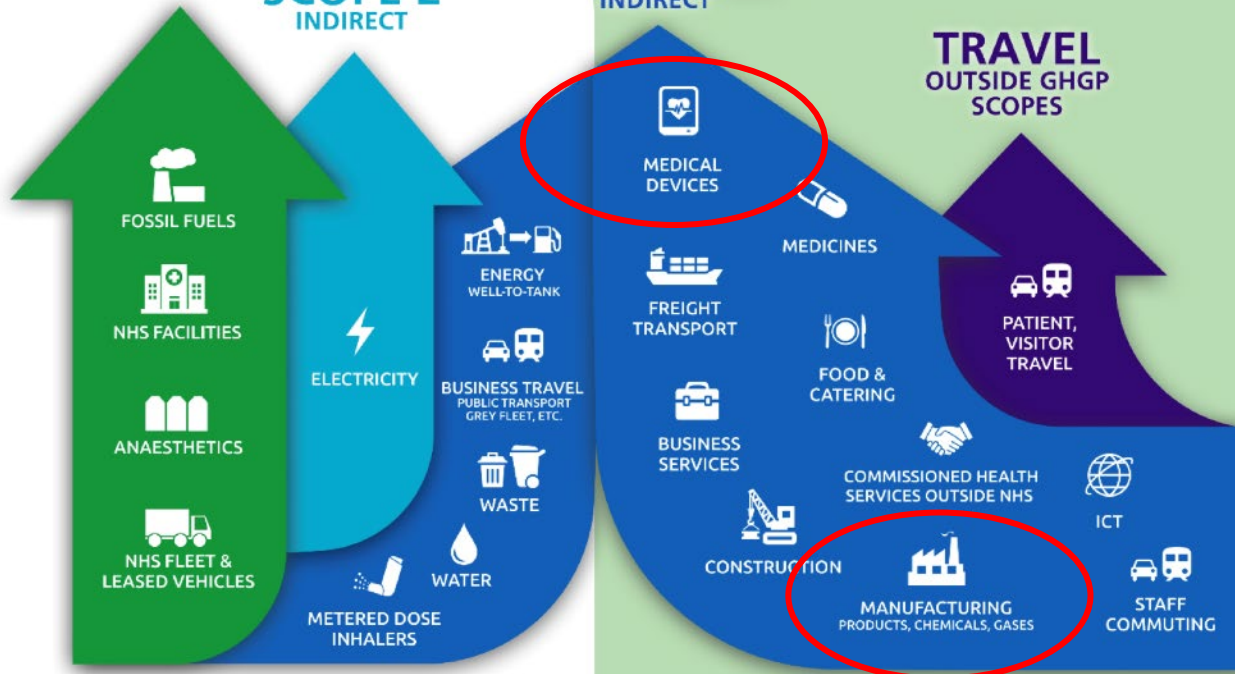 SCOPE 2
INDIRECT
INDIRECT
TRAVEL
OUTSIDE GHGP
SCOPES
FOSSIL FUELS
NHS FACILITIES
ANAESTHETICS
NHS FLEET &
LEASED VEHICLES
ELECTRICITY
ENERGY
WELL-TO-TANK
BUSINESS TRAVEL
PUBLIC TRANSPORT
GREY FLEET, ETC.
WASTE
WATER
METERED DOSE
INHALERS
MEDICAL
DEVICES
MEDICINES
FREIGHT
TRANSPORT
FOOD &
CATERING
BUSINESS
SERVICES
COMMISSIONED HEALTH
SERVICES OUTSIDE NHS
ICT
CONSTRUCTION
MANUFACTURING
PRODUCTS, CHEMICALS, GASES
STAFF
COMMUTING
PATIENT,
VISITOR
TRAVEL